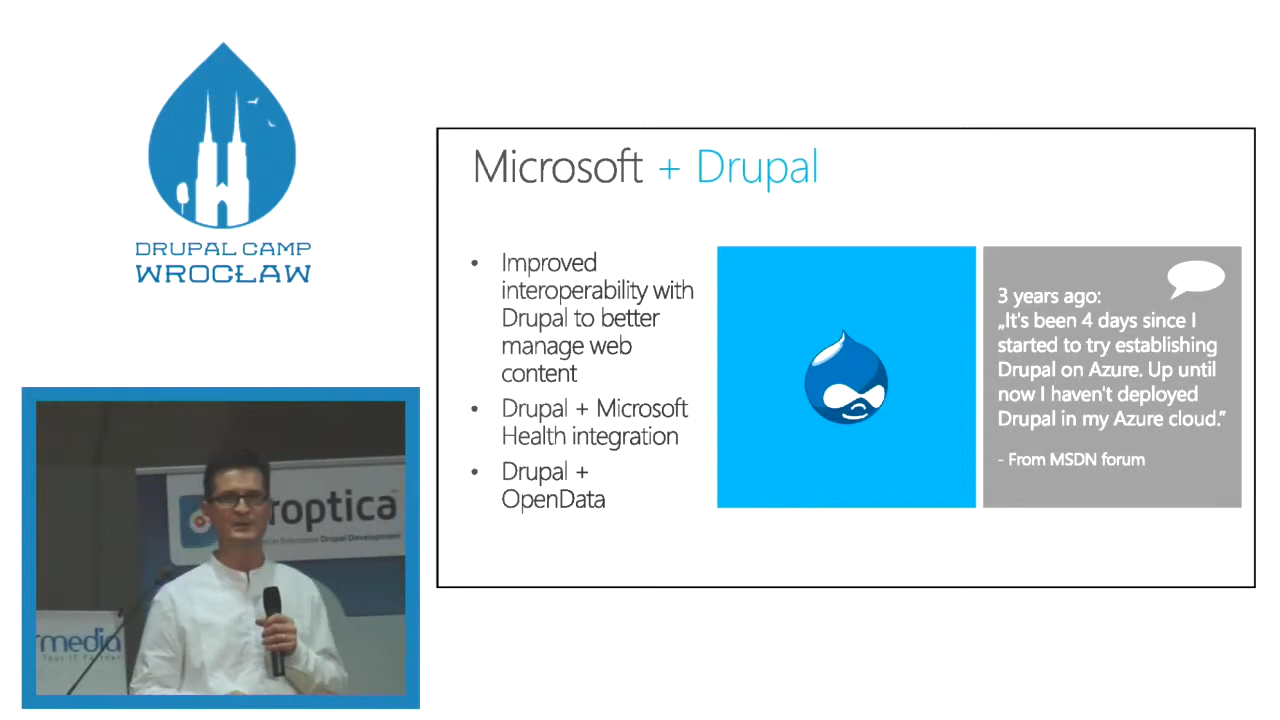 DRUPAL CAMP
WROCŁAW
Microsoft + Drupal
• Improved
interoperability with
Drupal to better
manage web
content
• Drupal + Microsoft
Health integration
• Drupal +
OpenData
3 years ago:
„It's been 4 days since I
started to try establishing
Drupal on Azure. Up until
now I haven't deployed
Drupal in my Azure cloud."
- From MSDN forum
roptica
Drupal Development
rmedia